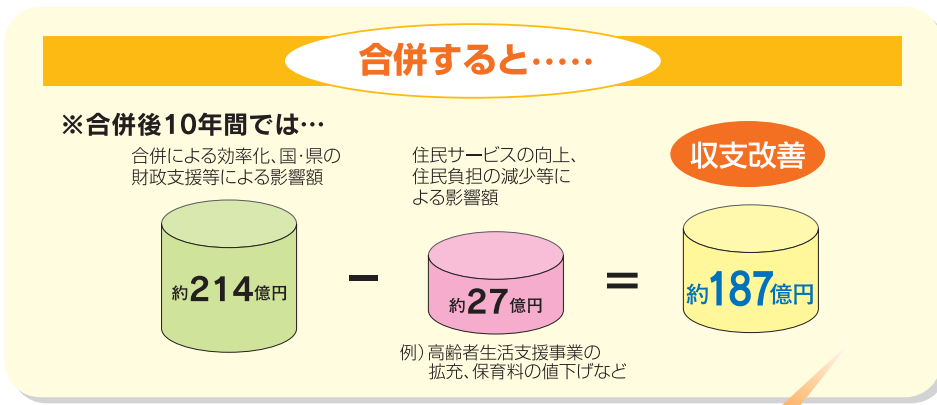 合併すると‥‥‥
※合併後10年間では…
合併による効率化、国・県の
財政支援等による影響額
約214億円
−
住民サービスの向上、
住民負担の減少等に
よる影響額
約27億円
例）高齢者生活支援事業の
拡充、保育料の値下げなど
＝
収支改善
約187億円